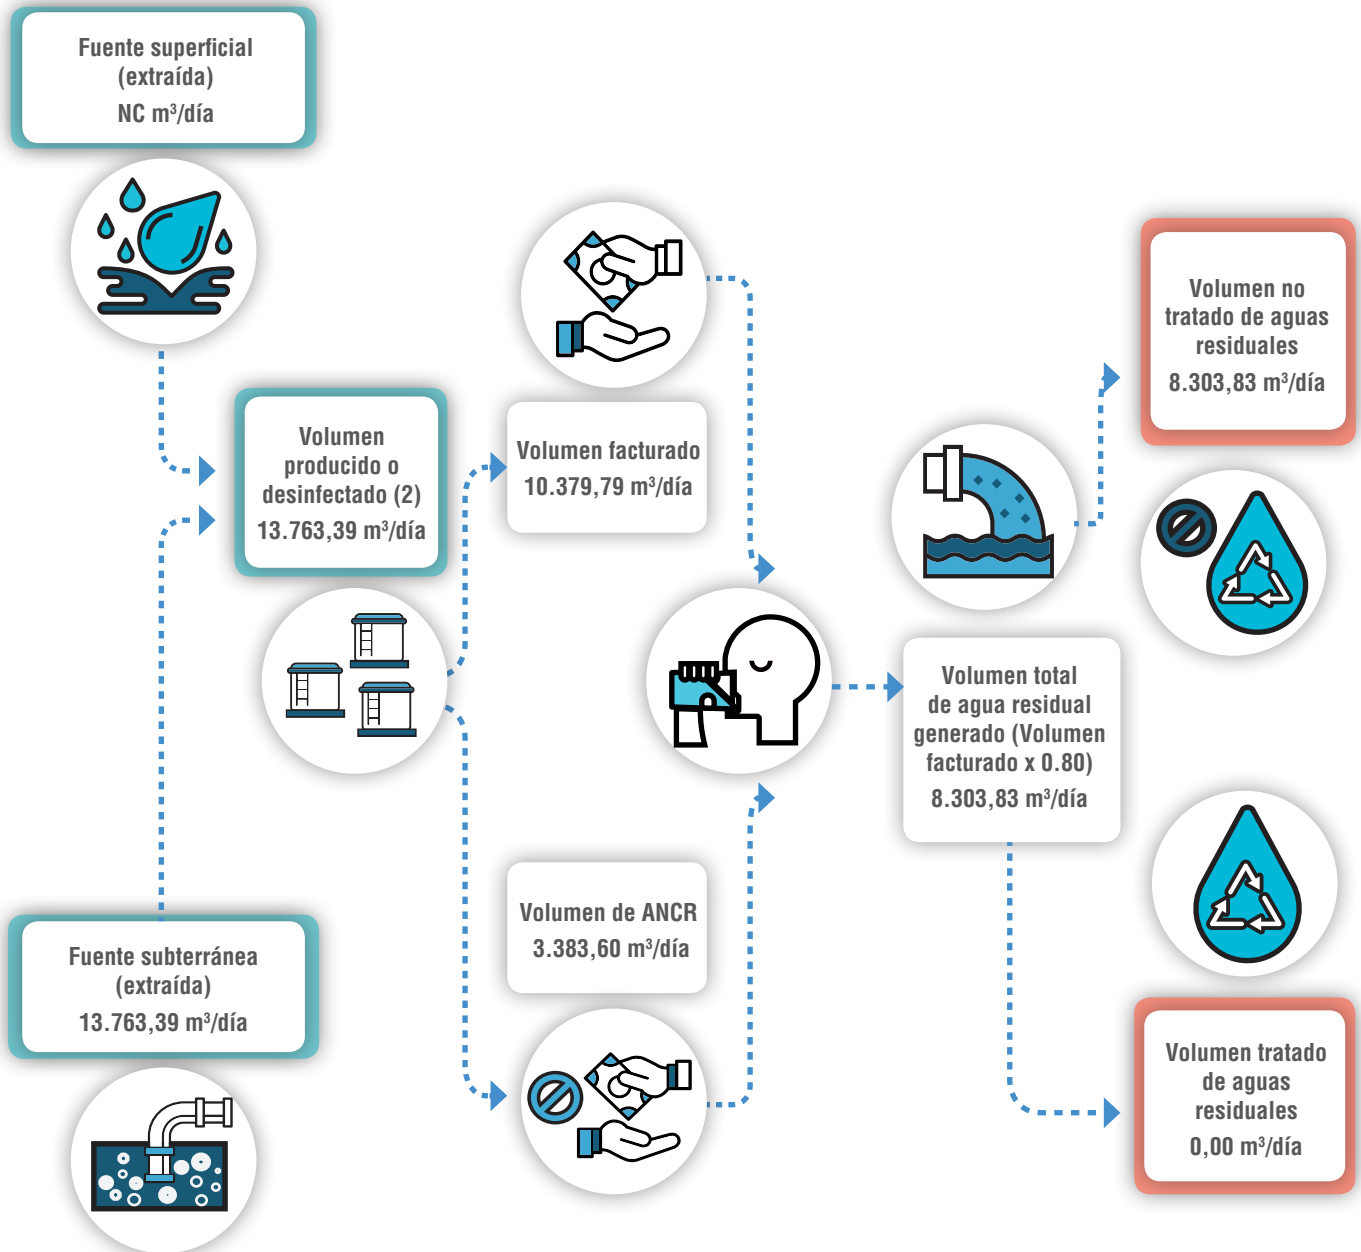 Fuente superficial
(extraída)
NC m³/día
Volumen
producido o
desinfectado (2)
13.763,39 m³/día
Fuente subterránea
(extraída)
13.763,39 m³/día
Volumen facturado
10.379,79 m³/día
Volumen de ANCR
3.383,60 m³/día
Volumen total
de agua residual
generado (Volumen
facturado x 0.80)
8.303,83 m³/día
Volumen no
tratado de aguas
residuales
8.303,83 m³/día
Volumen tratado
de aguas
residuales
0,00 m³/día